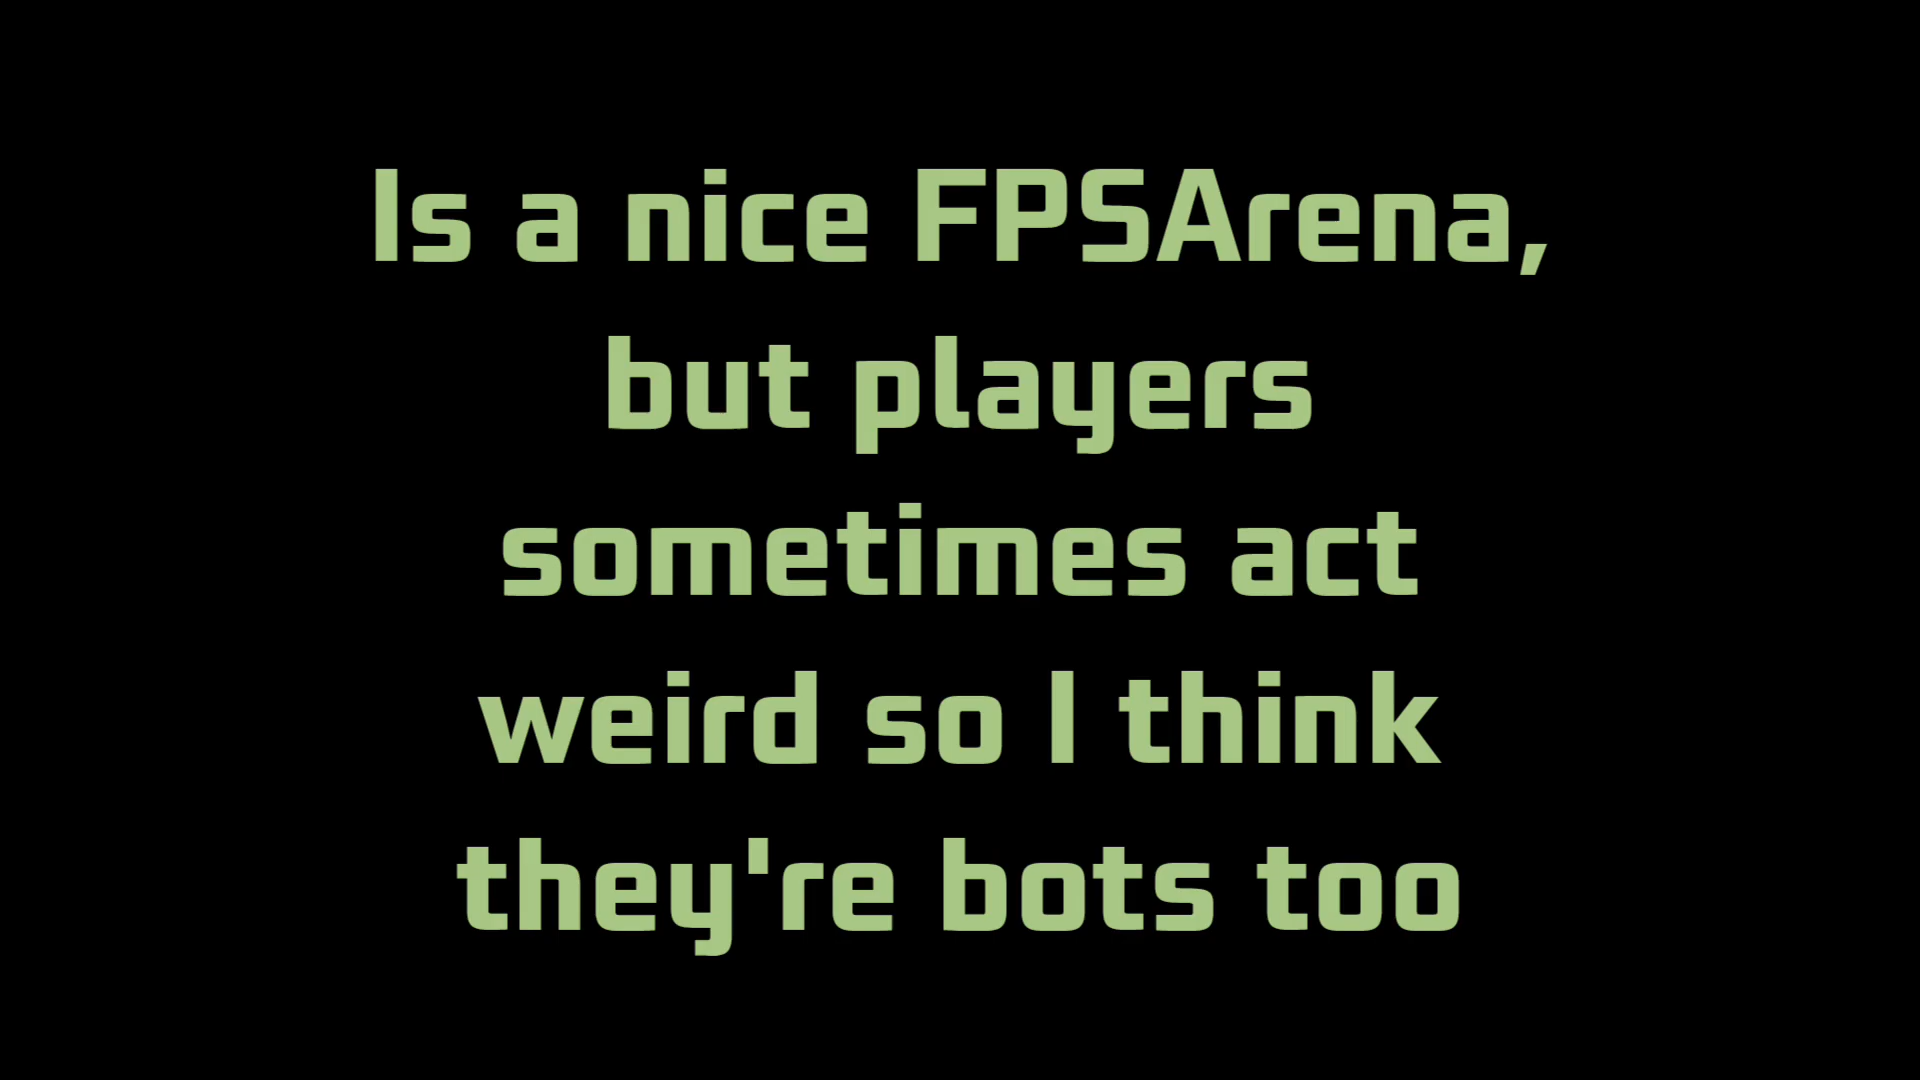 Is a nice FPSArena,
but players
sometimes act
weird so I think
they're bots too